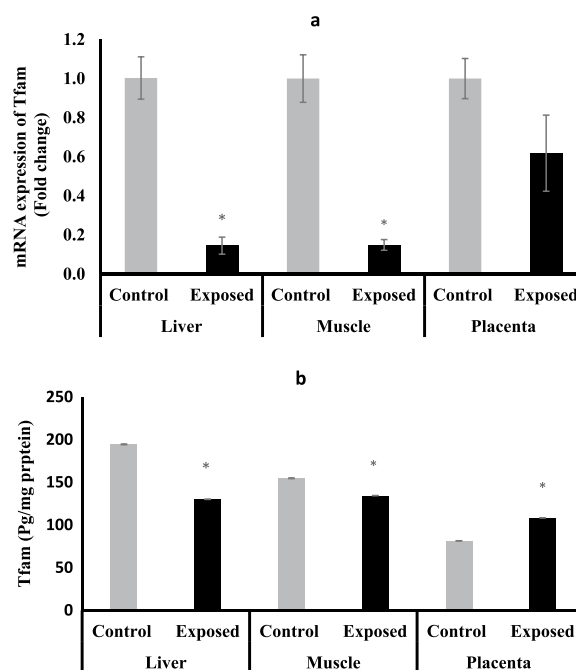 a
mRNA expression of Tfam
(Fold change)
1.2
1.0
0.8
0.6
0.4
0.2
0.0
* *
Control Exposed Control Exposed Control Exposed
Liver Muscle Placenta
b
Tfam (Pg/mg prptein)
250
200
150
100
50
0
* * *
Control Exposed Control Exposed Control Exposed
Liver Muscle Placenta